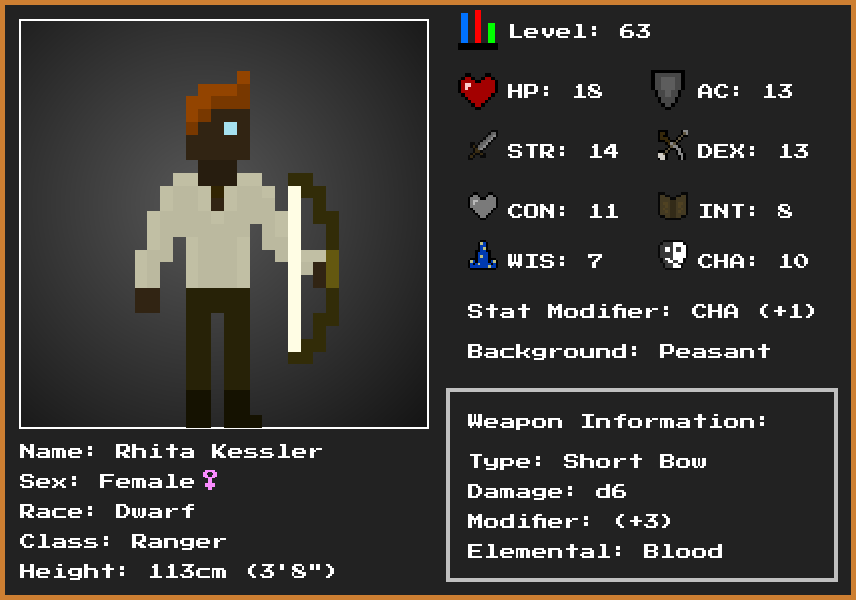 Level: 63
HP: 18
AC: 13
STR: 14
DEX: 13
CON: 11
INT: 8
WIS: 7
CHA: 10
Stat Modifier: CHA (+1)
Background: Peasant
Weapon Information:
Type: Short Bow
Damage: d6
Modifier: (+3)
Elemental: Blood
Name: Rhita Kessler
Sex: Female♀
Race: Dwarf
Class: Ranger
Height: 113cm (3'8")